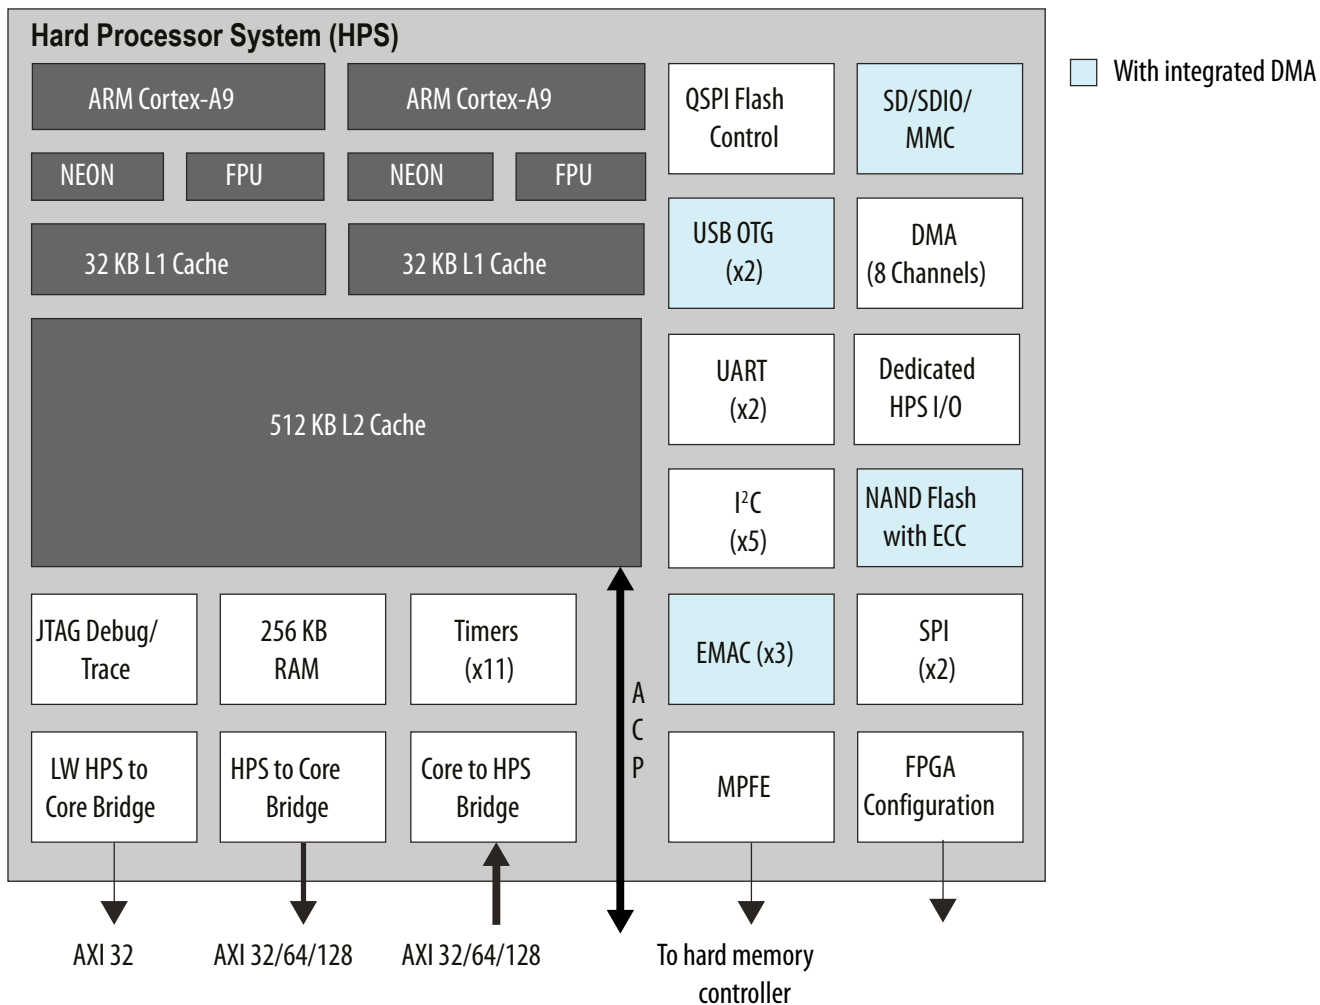 Hard Processor System (HPS)
With integrated DMA
ARM Cortex-A9
ARM Cortex-A9
NEON
FPU
NEON
FPU
32 KB L1 Cache
32 KB L1 Cache
512 KB L2 Cache
QSPI Flash
Control
SD/SDIO/
MMC
USB OTG
(x2)
DMA
(8 Channels)
UART
(x2)
Dedicated
HPS I/O
I²C
(x5)
NAND Flash
with ECC
JTAG Debug/
Trace
256 KB
RAM
Timers
(x11)
A
C
P
EMAC (x3)
SPI
(x2)
LW HPS to
Core Bridge
HPS to Core
Bridge
Core to HPS
Bridge
MPFE
FPGA
Configuration
AXI 32
AXI 32/64/128
AXI 32/64/128
To hard memory
controller